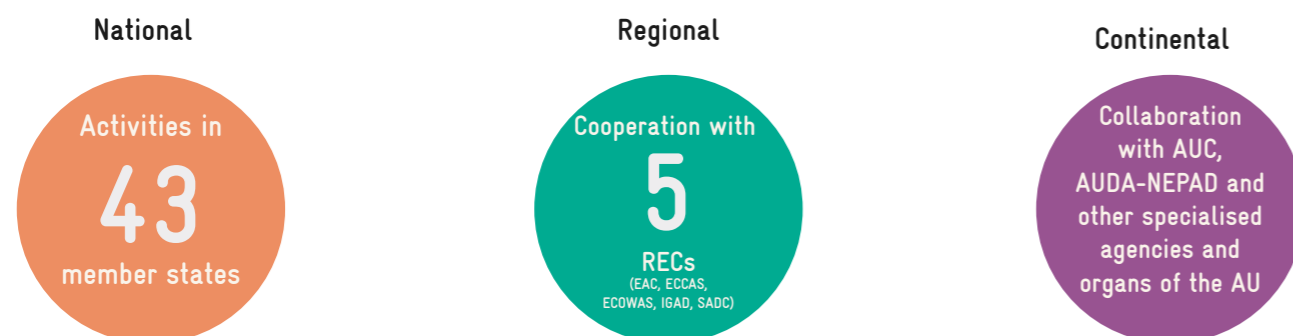 National
Activities in
43
member states
Regional
Cooperation with
5
RECs
(EAC, ECCAS,
ECOWAS, IGAD, SADC)
Continental
Collaboration
with AUC,
AUDA-NEPAD and
other specialised
agencies and
organs of the AU